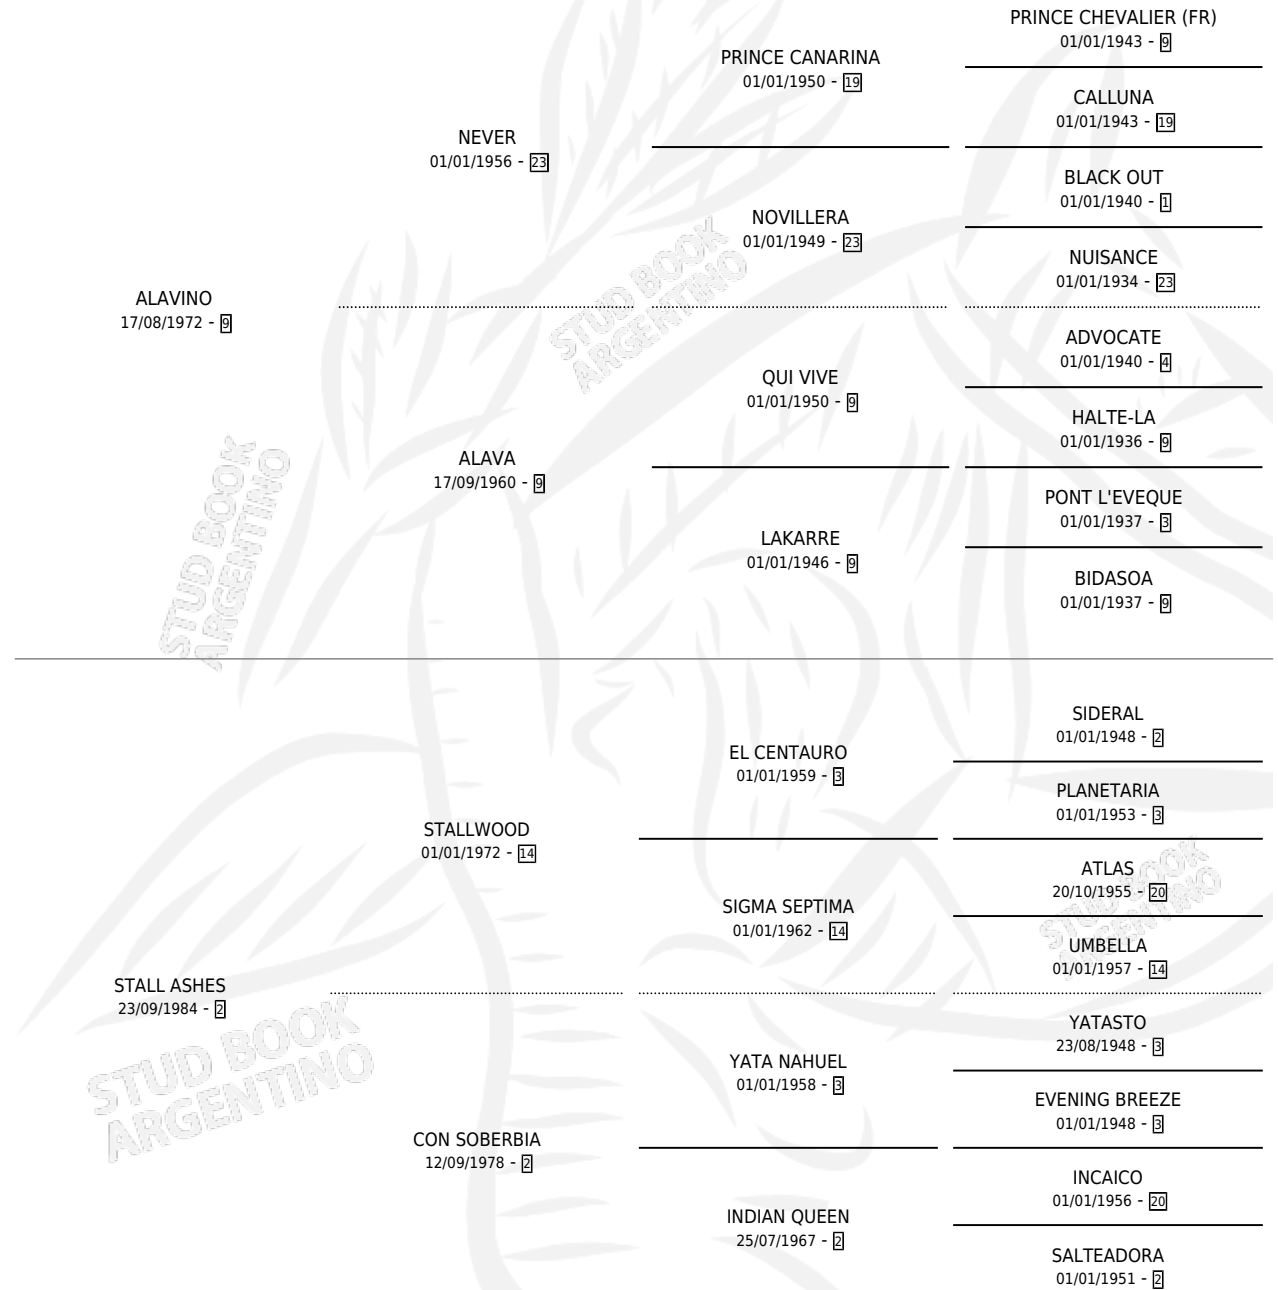 PRINCE CHEVALIER (FR)
01/01/1943 - 9
PRINCE CANARINA
01/01/1950 - 19
CALLUNA
01/01/1943 - 19
NEVER
01/01/1956 - 23
BLACK OUT
01/01/1940 - 1
NOVILLERA
01/01/1949 - 23
NUISANCE
01/01/1934 - 23
ALAVINO
17/08/1972 - 9
ADVOCATE
01/01/1940 - 4
QUI VIVE
01/01/1950 - 9
HALTE-LA
01/01/1936 - 9
ALAVA
17/09/1960 - 9
PONT L'EVEQUE
01/01/1937 - 3
LAKARRE
01/01/1946 - 9
BIDASOA
01/01/1937 - 9
SIDERAL
01/01/1948 - 2
EL CENTAURO
01/01/1959 - 3
PLANETARIA
01/01/1953 - 3
STALLWOOD
01/01/1972 - 14
ATLAS
20/10/1955 - 20
SIGMA SEPTIMA
01/01/1962 - 14
UMBELLA
01/01/1957 - 14
STALL ASHES
23/09/1984 - 2
YATASTO
23/08/1948 - 3
YATA NAHUEL
01/01/1958 - 3
EVENING BREEZE
01/01/1948 - 3
CON SOBERBIA
12/09/1978 - 2
INCAICO
01/01/1956 - 20
INDIAN QUEEN
25/07/1967 - 2
SALTEADORA
01/01/1951 - 2
STUD BOOK
ARGENTINO
STUD BOOK
ARGENTINO
STUD BOOK
ARGENTINO
STUD BOOK
ARGENTINO